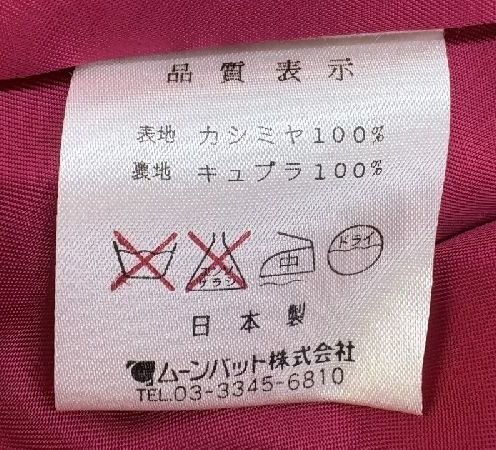 品質表示
表地 カシミヤ100%
裏地 キュプラ100%
エンソ
サラシ
中
ドライ
日本製
ムーンバット株式会社
TEL.03-3345-6810